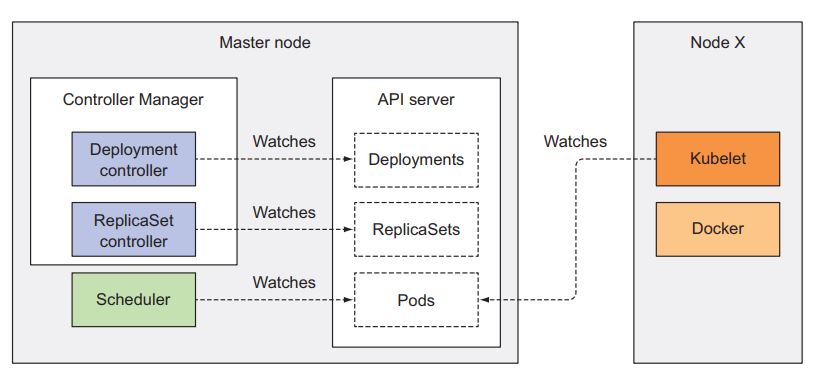 Master node
Node X
Controller Manager
API server
Deployment
controller
Watches
Deployments
Watches
Kubelet
ReplicaSet
controller
Watches
ReplicaSets
Docker
Scheduler
Watches
Pods